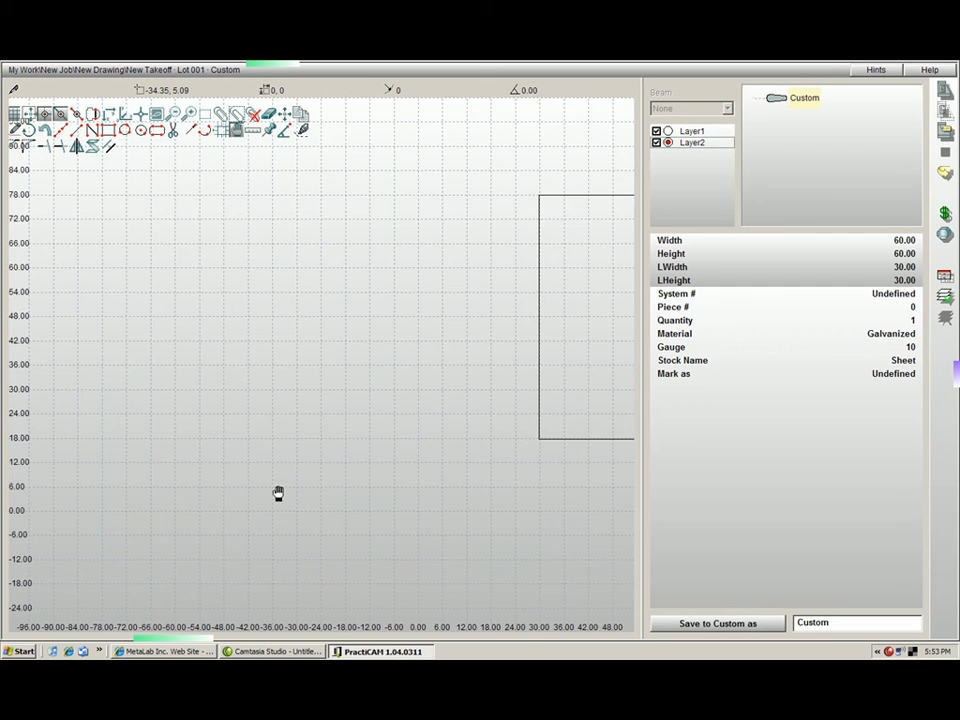 My Work\New Job\New Drawing\New Takeoff - Lot 001 - Custom
Hints
Help
-34.35, 5.09
0, 0
0
0.00
90.00
84.00
78.00
72.00
66.00
60.00
54.00
48.00
42.00
36.00
30.00
24.00
18.00
12.00
6.00
0.00
-6.00
-12.00
-18.00
-24.00
-96.00 -90.00 -84.00 -78.00 -72.00 -66.00 -60.00 -54.00 -48.00 -42.00 -36.00 -30.00 -24.00 -18.00 -12.00 -6.00 0.00 6.00 12.00 18.00 24.00 30.00 36.00 42.00 48.00
Seam
None
Layer1
Layer2
Custom
Width 60.00
Height 60.00
LWidth 30.00
LHeight 30.00
System # Undefined
Piece # 0
Quantity 1
Material Galvanized
Gauge 10
Stock Name Sheet
Mark as Undefined
Save to Custom as
Custom
Start
MetaLab Inc. Web Site - ...
Camtasia Studio - Untitle...
PractiCAM 1.04.0311
5:53 PM